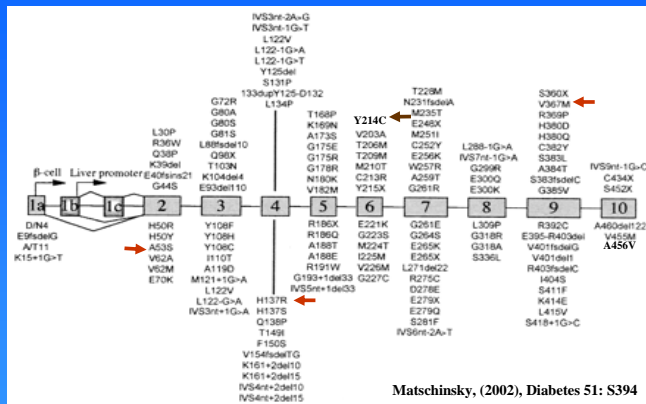 IVS3nt-2A>G
IVS3nt-1G>T
L122V
L122-1G>A
L122-1G>T
Y125del
S131P
133dupY125-D132
L134P
L30P
R36W
Q38P
K39del
E40fsins21
G44S
G72R
G80A
G80S
G81S
L88fsdel10
Q98X
T103N
K104del4
E93del110
T168P
K169N
A173S
G175E
G175R
G178R
N180K
V182M
Y214C
V203A
T206M
T209M
M210T
C213R
Y215X
T228M
N231fsdelA
M235T
E248X
M251I
C252Y
E256K
W257R
A259T
G261R
L288-1G>A
IVS7nt-1G>A
G299R
E300Q
E300K
S360X
V367M
R369P
H380D
H380Q
C382Y
S383L
A384T
S383fsdelC
G385V
IVS9nt-1G>C
C434X
S452X
β-cell
Liver promoter
1a
1b
1c
2
3
4
5
6
7
8
9
10
D/N4
E9fsdelG
A/T11
K15+1G>T
H50R
H50Y
A53S
V62A
V62M
E70K
Y108F
Y108H
Y108C
I110T
A119D
M121+1G>A
L122V
L122-G>A
IVS3nt+1G>A
H137R
H137S
Q138P
T149I
F150S
V154fsdelTG
K161+2del10
K161+2del15
IVS4nt+2del10
IVS4nt+2del15
R186X
R186Q
A188T
A188E
R191W
G193+1del33
IVS5nt+1del33
E221K
G223S
M224T
I225M
V226M
G227C
G261E
G264S
E265K
E265X
L271del22
R275C
D278E
E279X
E279Q
S281F
IVS6nt-2A>T
L309P
G318R
G318A
S336L
R392C
E395-R403del
V401fsdelG
V401del1
R403fsdelC
I404S
S411F
K414E
L415V
S418+1G>C
A460del122
V455M
A456V
Matschinsky, (2002), Diabetes 51: S394